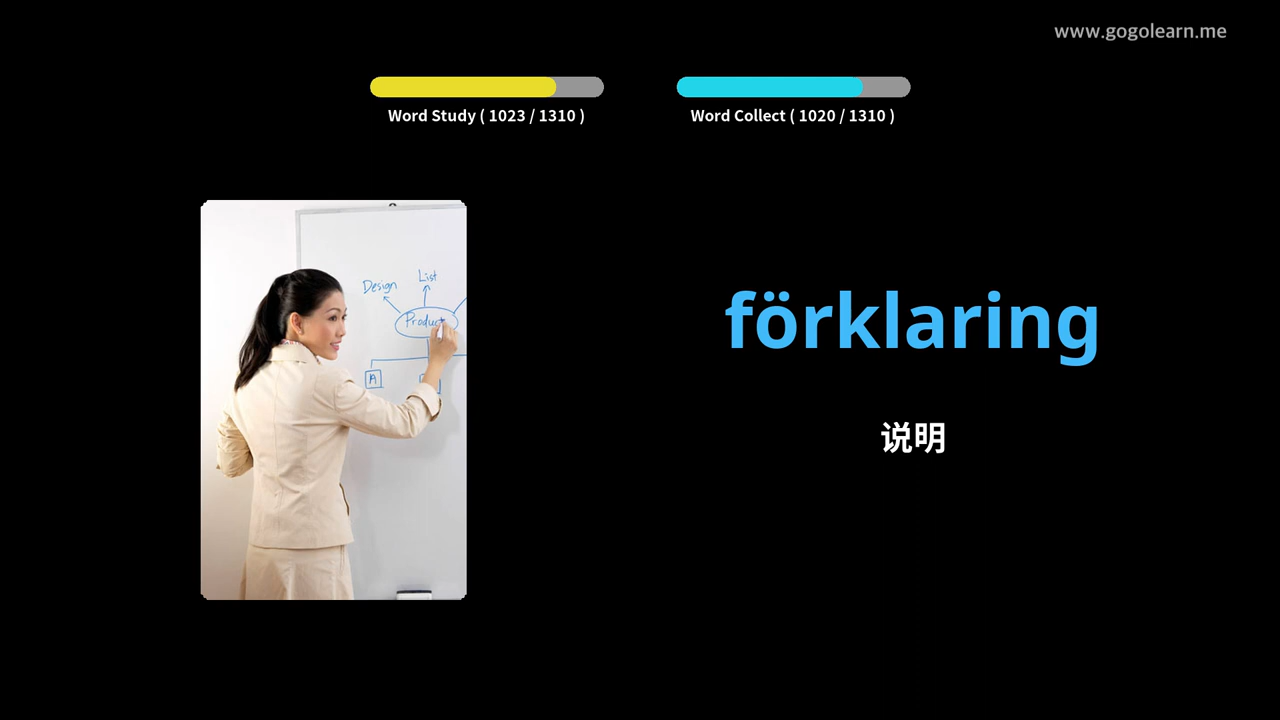 www.gogolearn.me
Word Study ( 1023 / 1310 )
Word Collect ( 1020 / 1310 )
List
Design
Product
A
förklaring
说明